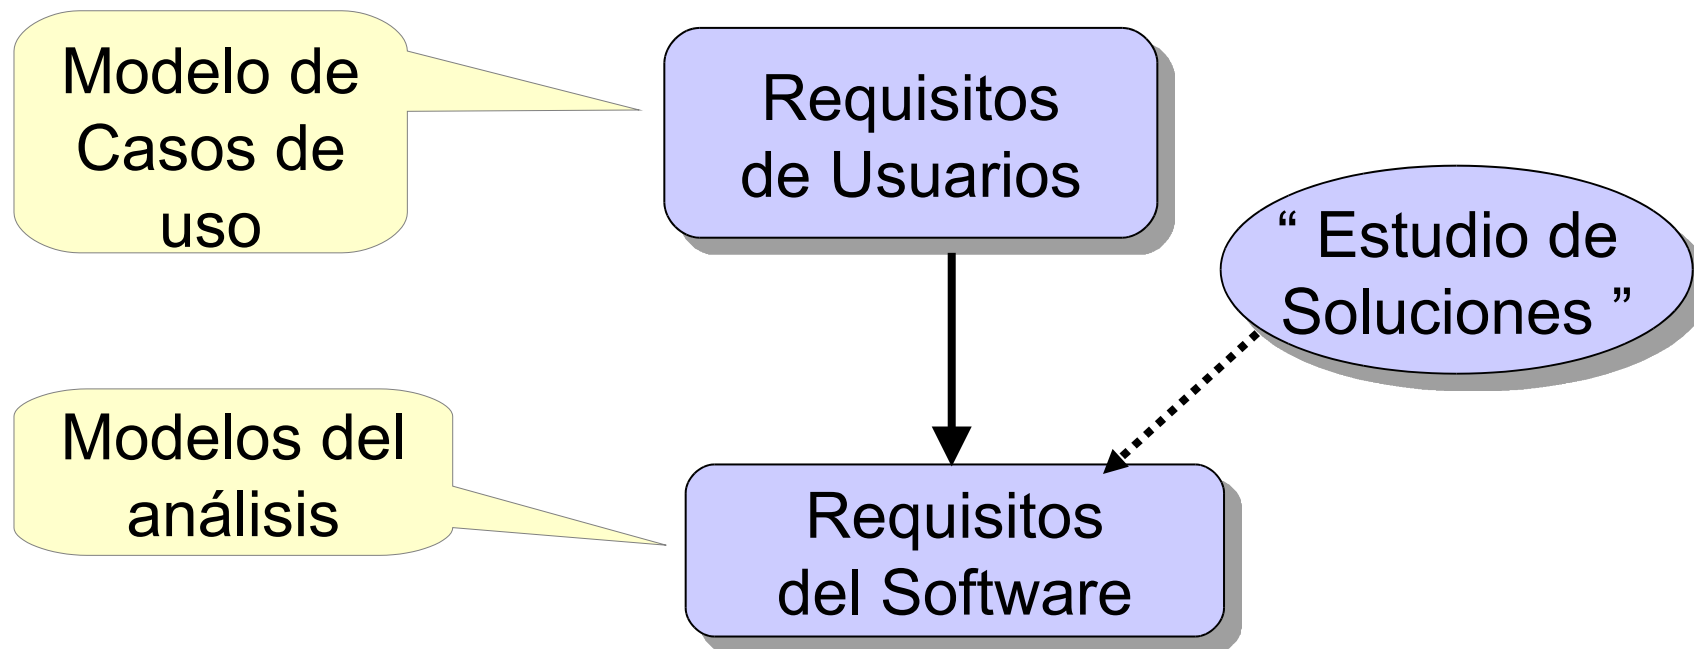 Modelo de
Casos de
uso
Requisitos
de Usuarios
“ Estudio de
Soluciones ”
Modelos del
análisis
Requisitos
del Software